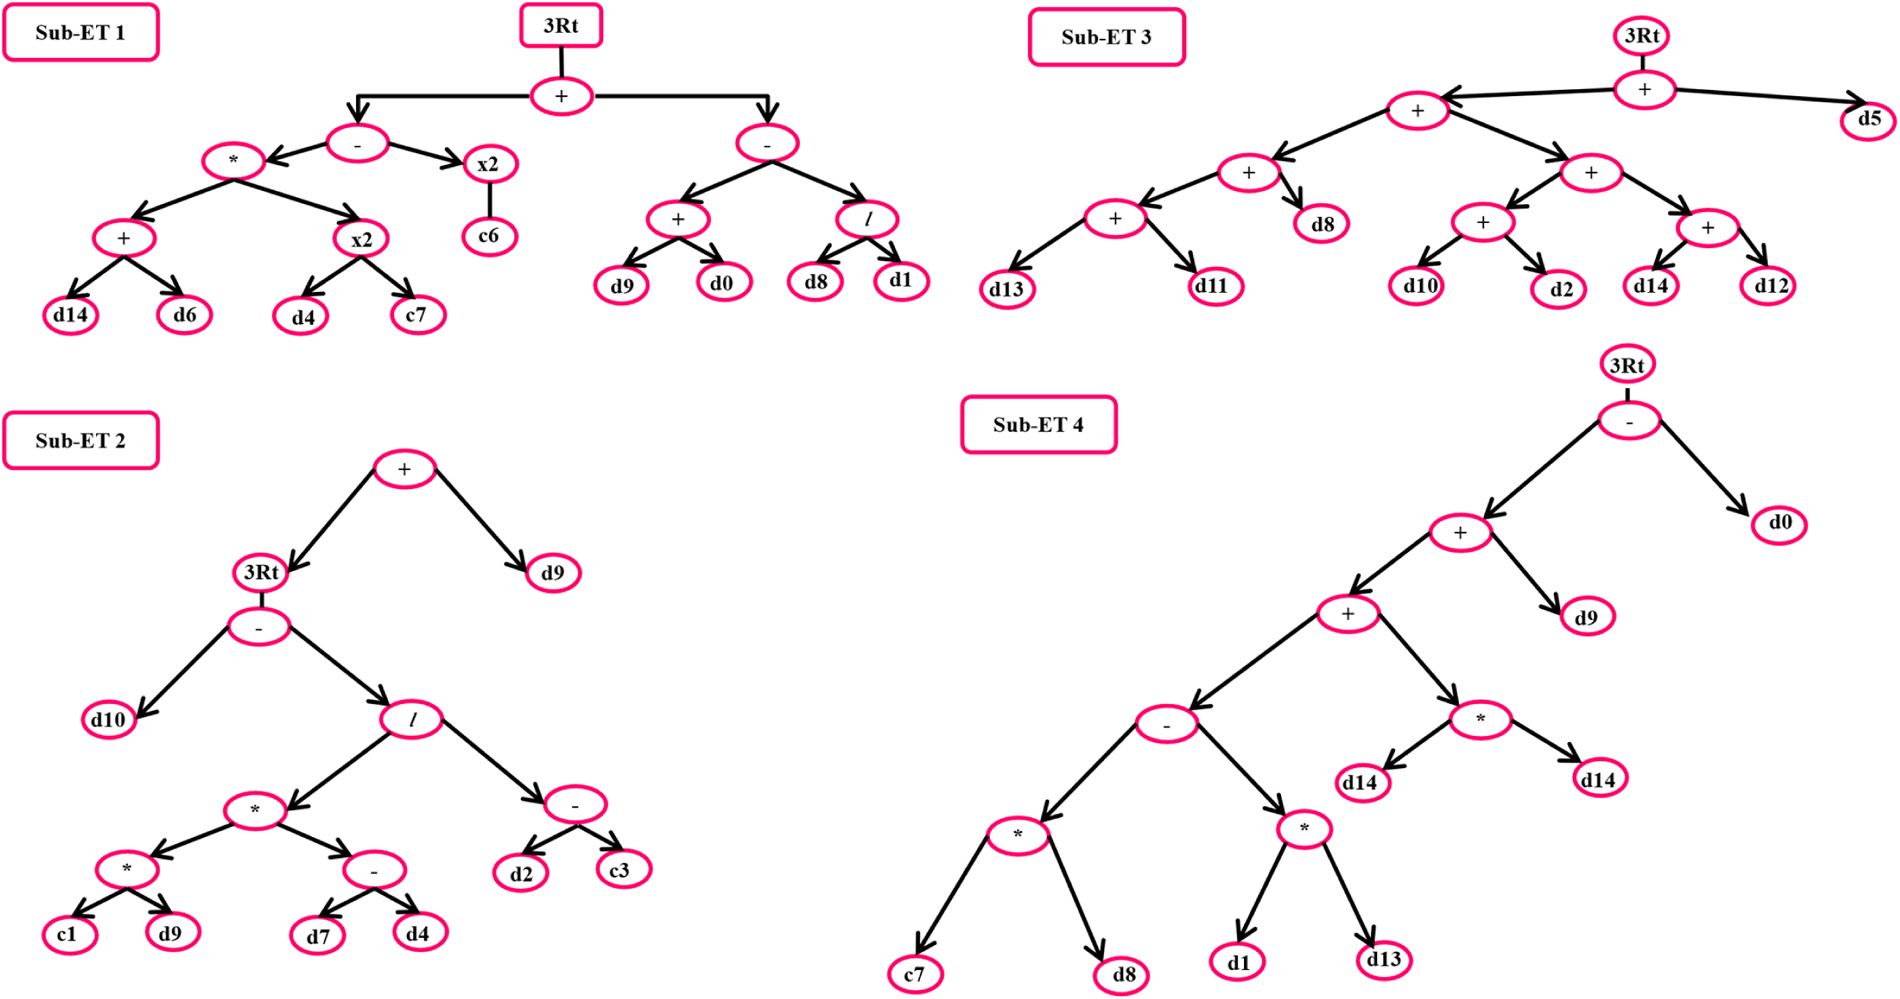 Sub-ET 1
3Rt
+
-
-
*
x2
+
x2
c6
+
/
d14
d6
d4
c7
d9
d0
d8
d1
Sub-ET 3
3Rt
+
+
d5
+
+
+
d8
+
+
d13
d11
d10
d2
d14
d12
Sub-ET 2
+
3Rt
d9
-
d10
/
*
-
*
-
d2
c3
c1
d9
d7
d4
Sub-ET 4
3Rt
-
+
d0
+
d9
-
*
*
*
d14
d14
c7
d8
d1
d13